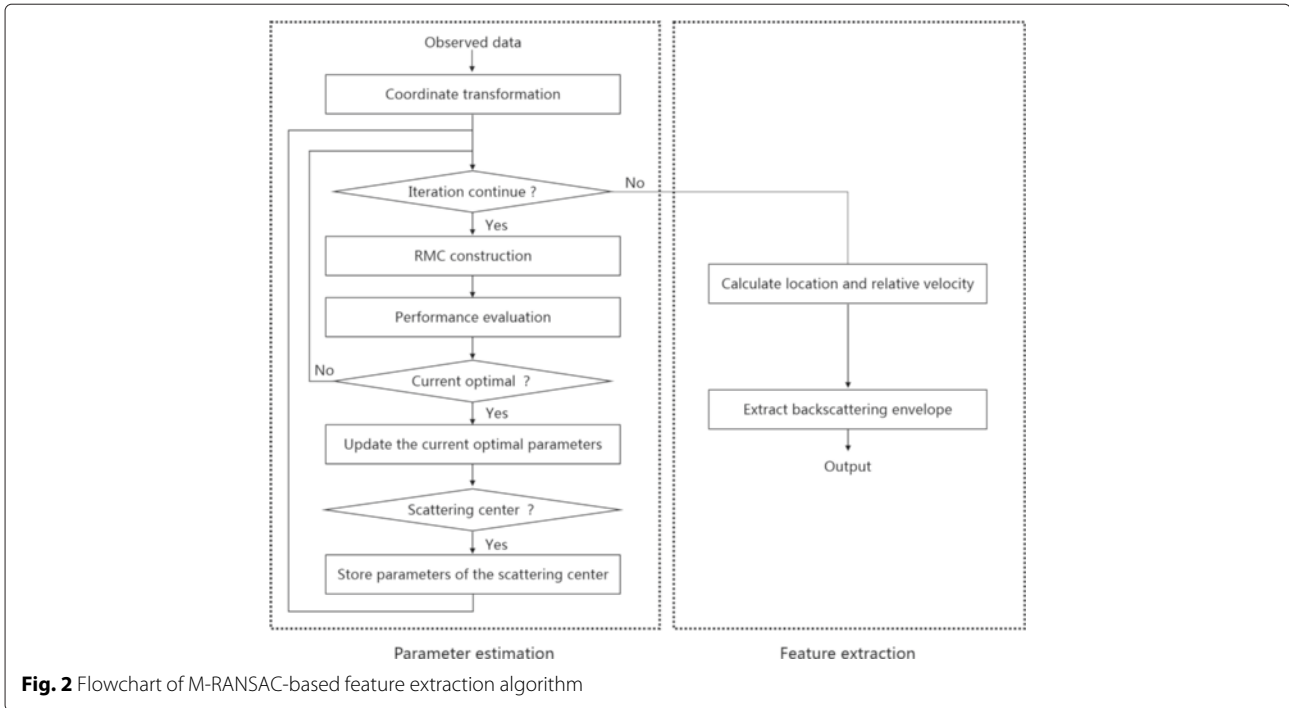 Observed data
Coordinate transformation
Iteration continue ?
No
Yes
RMC construction
Performance evaluation
No
Current optimal ?
Yes
Update the current optimal parameters
Scattering center ?
Yes
Store parameters of the scattering center
Parameter estimation
Calculate location and relative velocity
Extract backscattering envelope
Output
Feature extraction
Fig. 2 Flowchart of M-RANSAC-based feature extraction algorithm